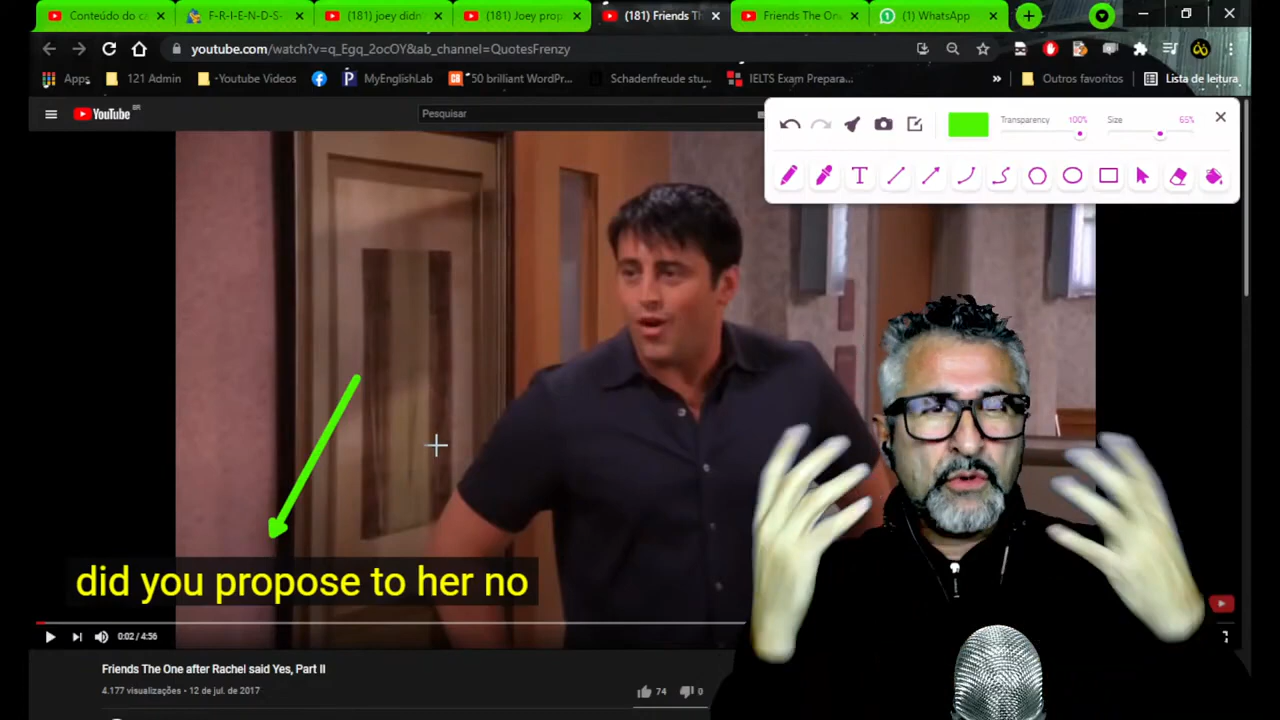 Conteúdo do c
F-R-I-E-N-D-S-
(181) joey didn'
(181) Joey prop
(181) Friends Th
Friends The One
(1) WhatsApp
youtube.com/watch?v=q_Egq_2ocOY&ab_channel=QuotesFrenzy
Apps
121 Admin
-Youtube Videos
MyEnglishLab
50 brilliant WordPr...
Schadenfreude stu...
IELTS Exam Prepara...
»
Outros favoritos
Lista de leitura
YouTube BR
Pesquisar
Transparency 100%
Size 65%
T
did you propose to her no
0:02 / 4:56
Friends The One after Rachel said Yes, Part II
4.177 visualizações • 12 de jul. de 2017
74
0